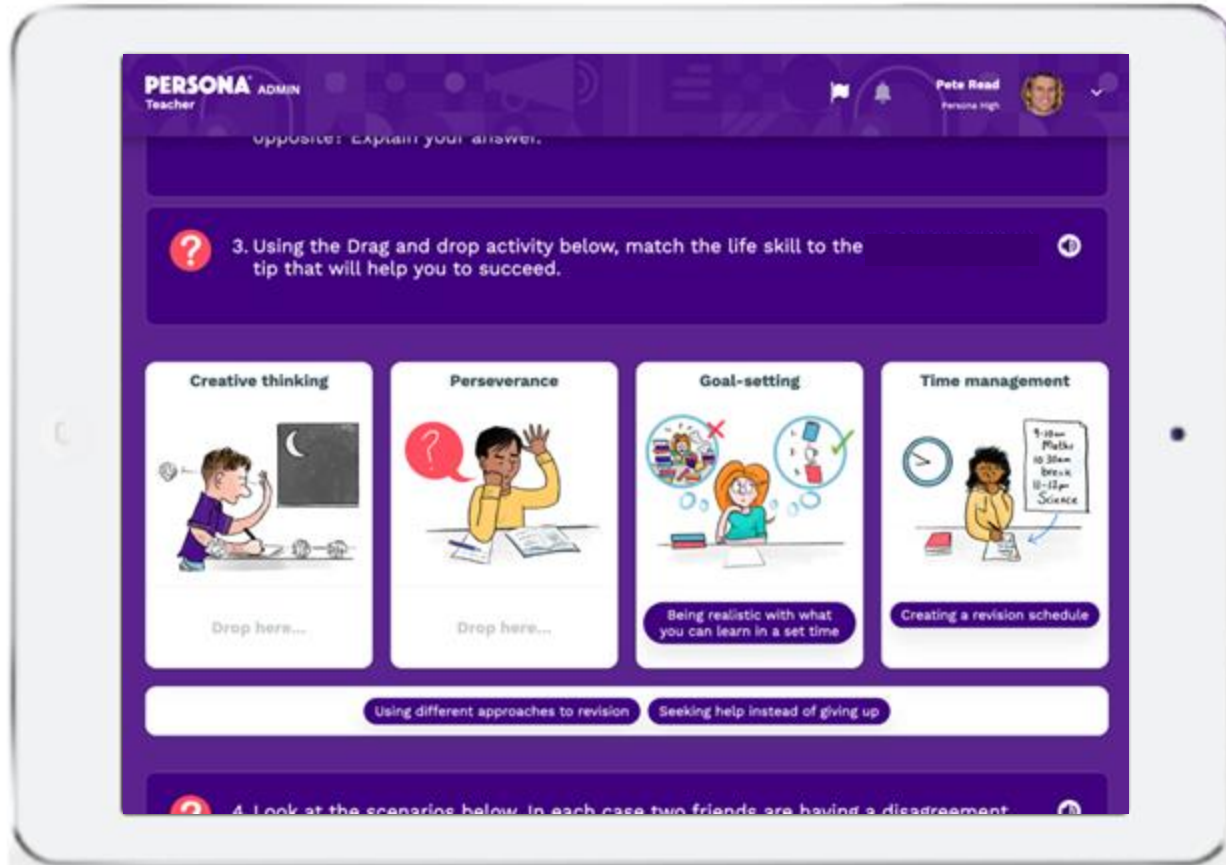 PERSONA ADMIN
Teacher
Pete Read
Persona High
opposite? Explain your answer.
3. Using the Drag and drop activity below, match the life skill to the
tip that will help you to succeed.
Creative thinking
Perseverance
Goal-setting
Time management
?
9-10am
Maths
10:30am
break
11-12pm
Science
1.
2.
3.
Drop here...
Drop here...
Being realistic with what
you can learn in a set time
Creating a revision schedule
Using different approaches to revision
Seeking help instead of giving up
4. Look at the scenarios below. In each case two friends are having a disagreement